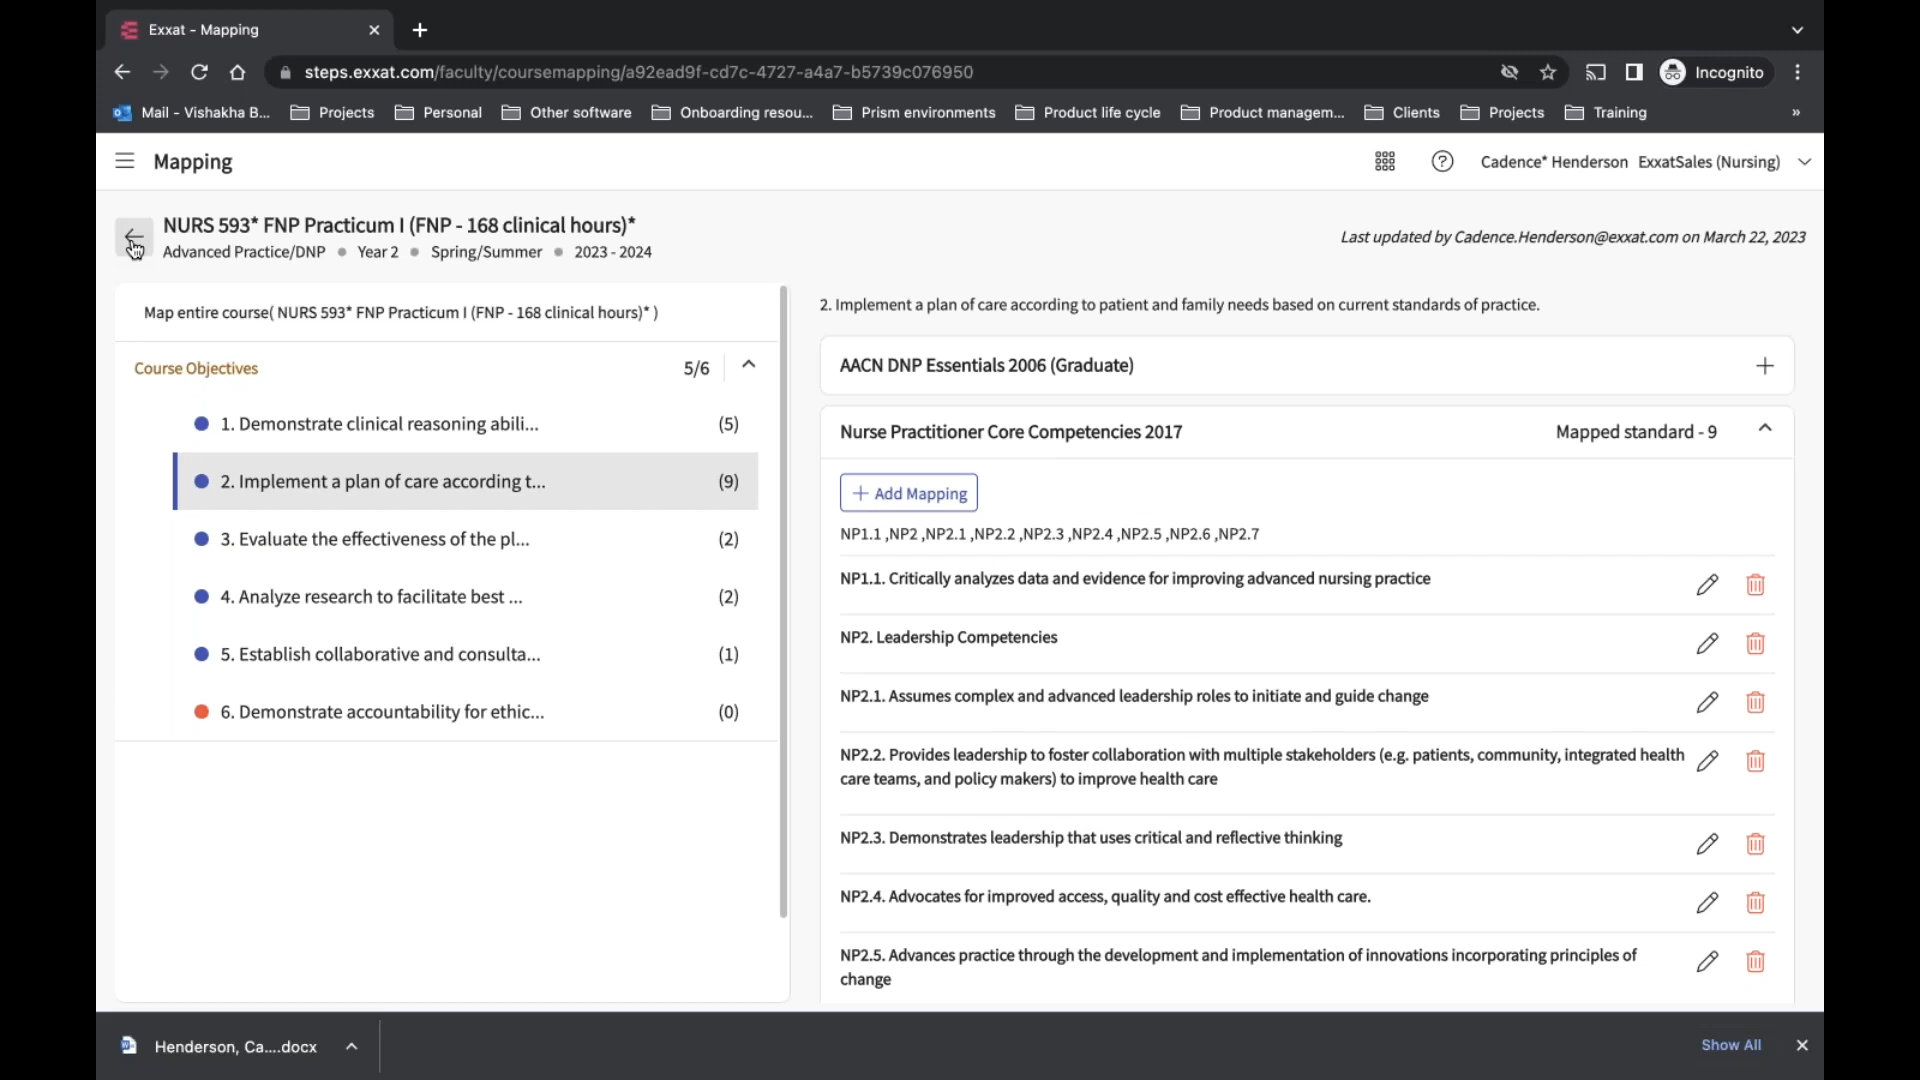 Exxat - Mapping
steps.exxat.com/faculty/coursemapping/a92ead9f-cd7c-4727-a4a7-b5739c076950
Incognito
Mail - Vishakha B...
Projects
Personal
Other software
Onboarding resou...
Prism environments
Product life cycle
Product managem...
Clients
Projects
Training
»
Mapping
Cadence* Henderson ExxatSales (Nursing)
NURS 593* FNP Practicum I (FNP - 168 clinical hours)*
Advanced Practice/DNP • Year 2 • Spring/Summer • 2023 - 2024
Last updated by Cadence.Henderson@exxat.com on March 22, 2023
Map entire course( NURS 593* FNP Practicum I (FNP - 168 clinical hours)* )
Course Objectives 5/6
1. Demonstrate clinical reasoning abili... (5)
2. Implement a plan of care according t... (9)
3. Evaluate the effectiveness of the pl... (2)
4. Analyze research to facilitate best ... (2)
5. Establish collaborative and consulta... (1)
6. Demonstrate accountability for ethic... (0)
2. Implement a plan of care according to patient and family needs based on current standards of practice.
AACN DNP Essentials 2006 (Graduate)
Nurse Practitioner Core Competencies 2017 Mapped standard - 9
+ Add Mapping
NP1.1 ,NP2 ,NP2.1 ,NP2.2 ,NP2.3 ,NP2.4 ,NP2.5 ,NP2.6 ,NP2.7
NP1.1. Critically analyzes data and evidence for improving advanced nursing practice
NP2. Leadership Competencies
NP2.1. Assumes complex and advanced leadership roles to initiate and guide change
NP2.2. Provides leadership to foster collaboration with multiple stakeholders (e.g. patients, community, integrated health
care teams, and policy makers) to improve health care
NP2.3. Demonstrates leadership that uses critical and reflective thinking
NP2.4. Advocates for improved access, quality and cost effective health care.
NP2.5. Advances practice through the development and implementation of innovations incorporating principles of
change
Henderson, Ca....docx
Show All